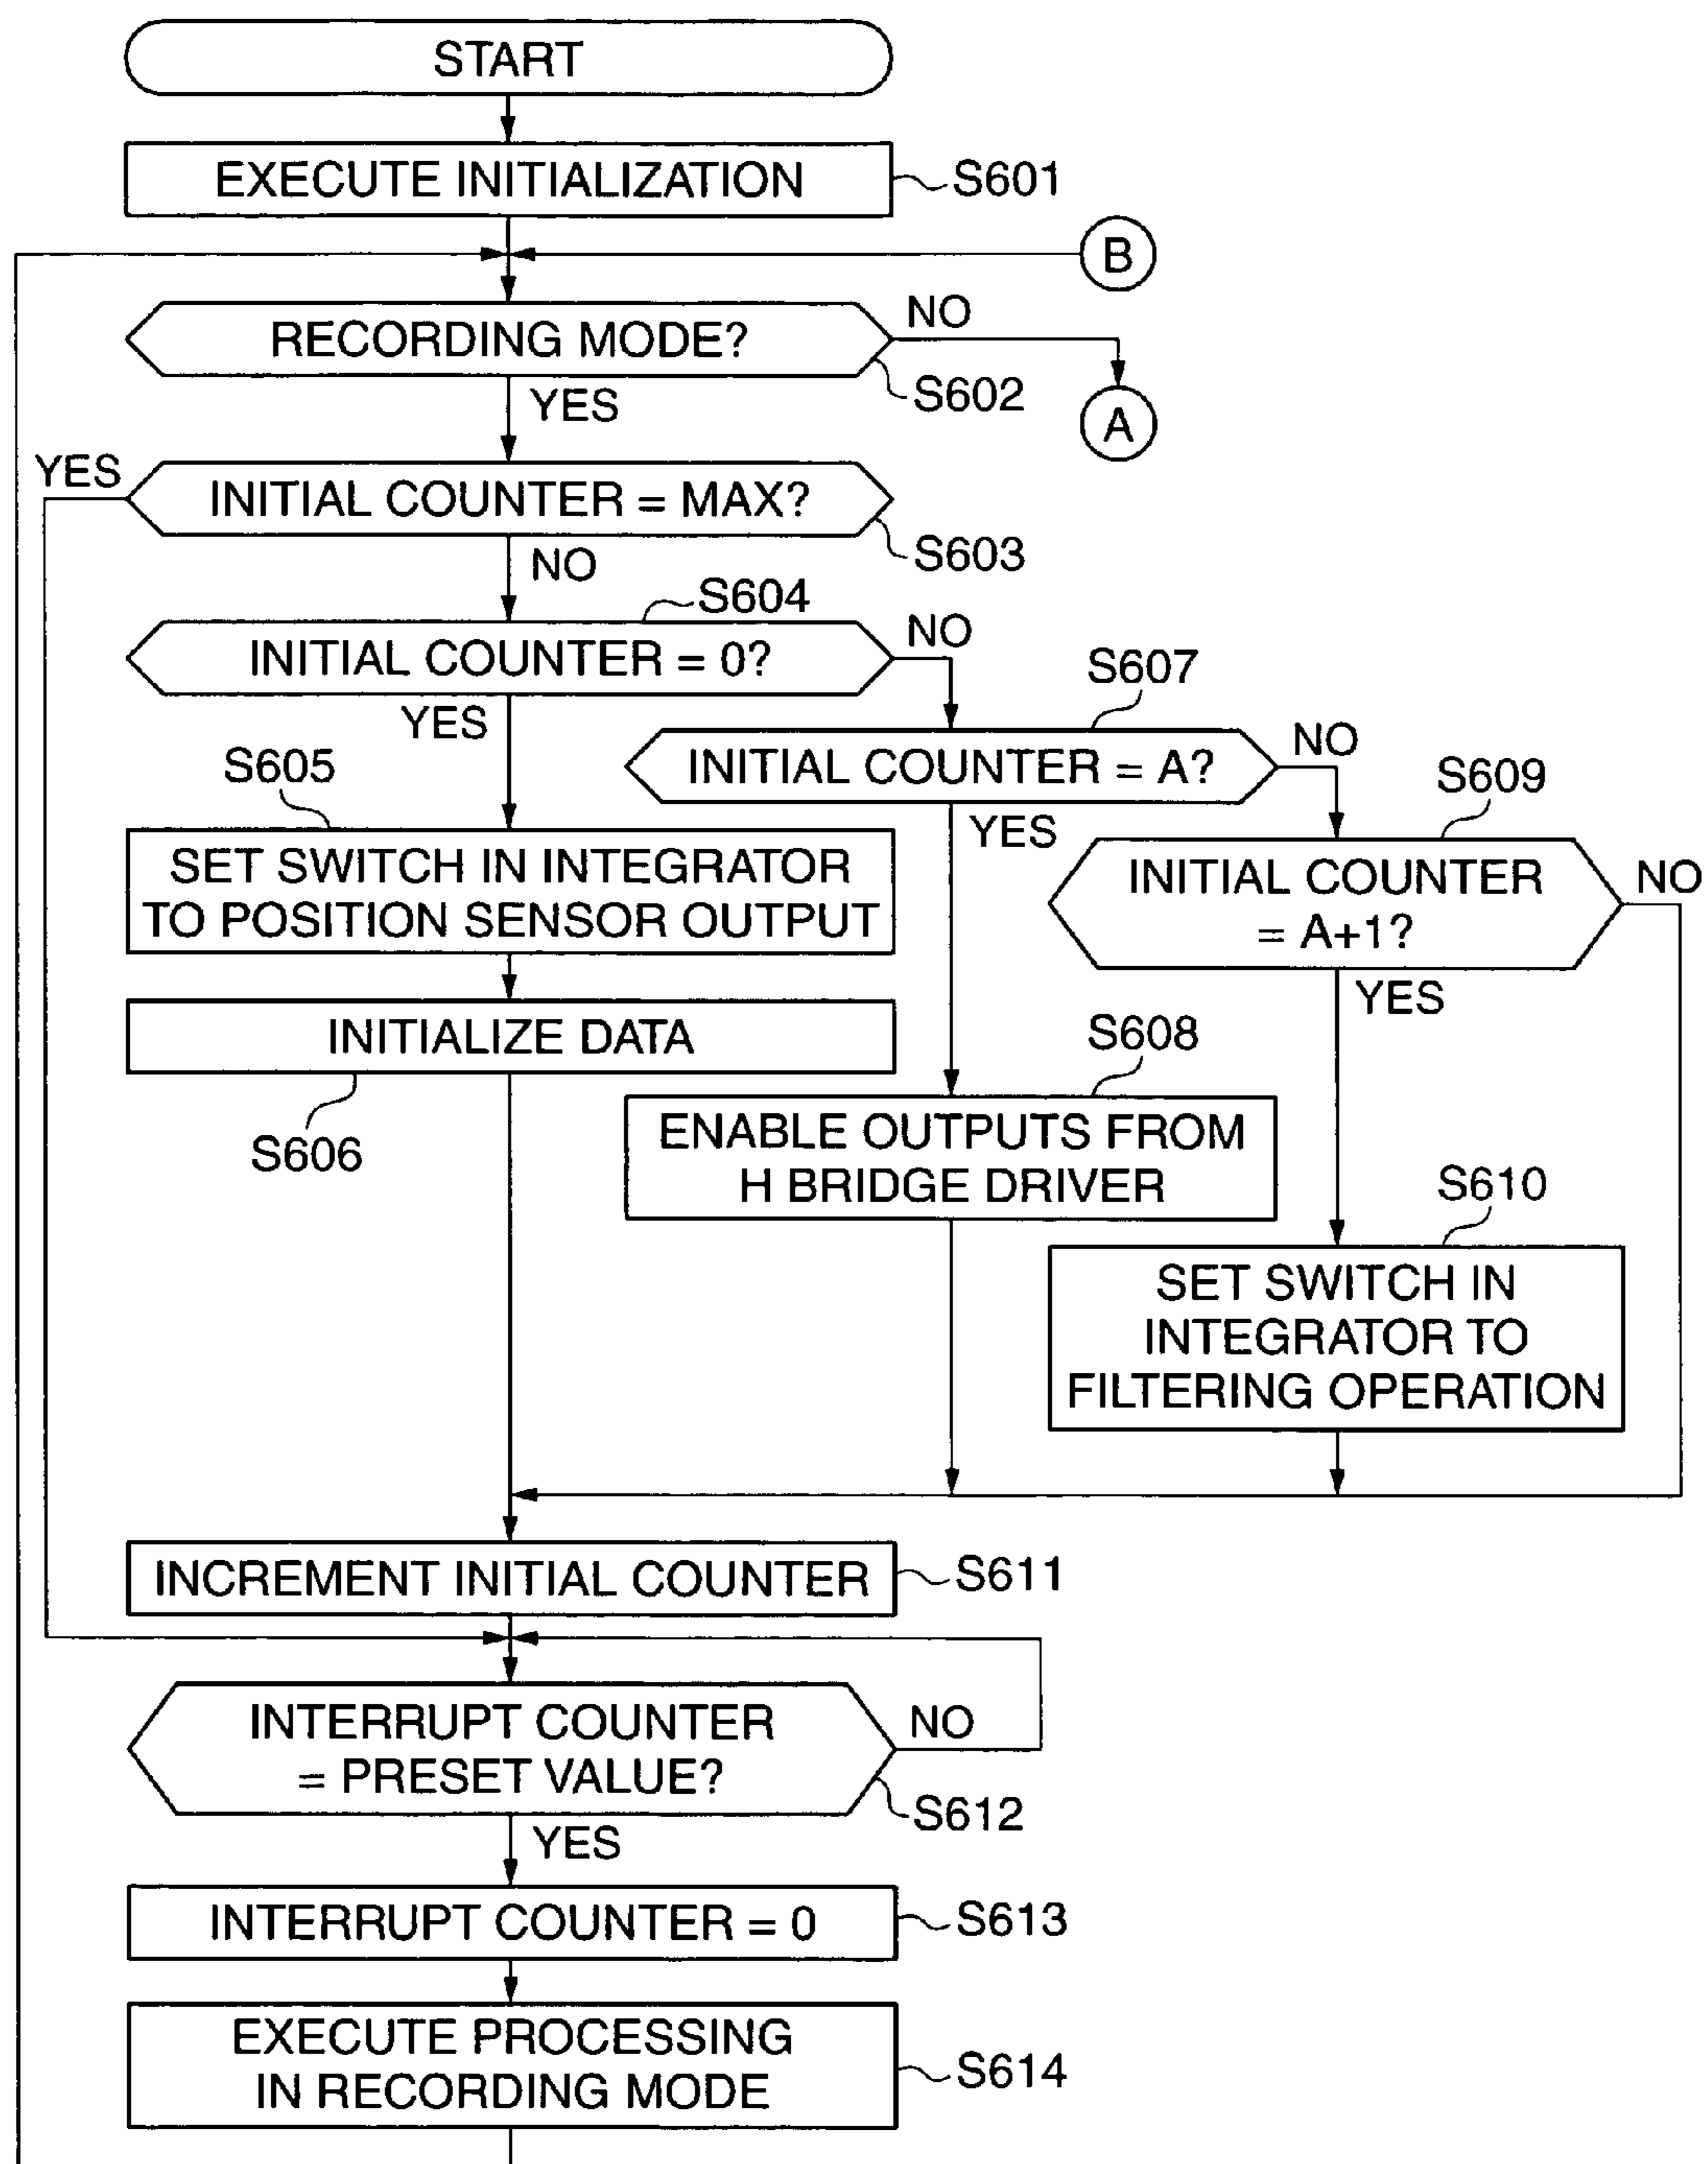 START
EXECUTE INITIALIZATION
S601
B
RECORDING MODE?
NO
S602
A
YES
YES
INITIAL COUNTER = MAX?
S603
NO
S604
INITIAL COUNTER = 0?
NO
YES
S607
INITIAL COUNTER = A?
NO
YES
S605
SET SWITCH IN INTEGRATOR
TO POSITION SENSOR OUTPUT
S609
INITIAL COUNTER
= A+1?
NO
YES
INITIALIZE DATA
S606
S608
ENABLE OUTPUTS FROM
H BRIDGE DRIVER
S610
SET SWITCH IN
INTEGRATOR TO
FILTERING OPERATION
INCREMENT INITIAL COUNTER
S611
INTERRUPT COUNTER
= PRESET VALUE?
NO
S612
YES
INTERRUPT COUNTER = 0
S613
EXECUTE PROCESSING
IN RECORDING MODE
S614